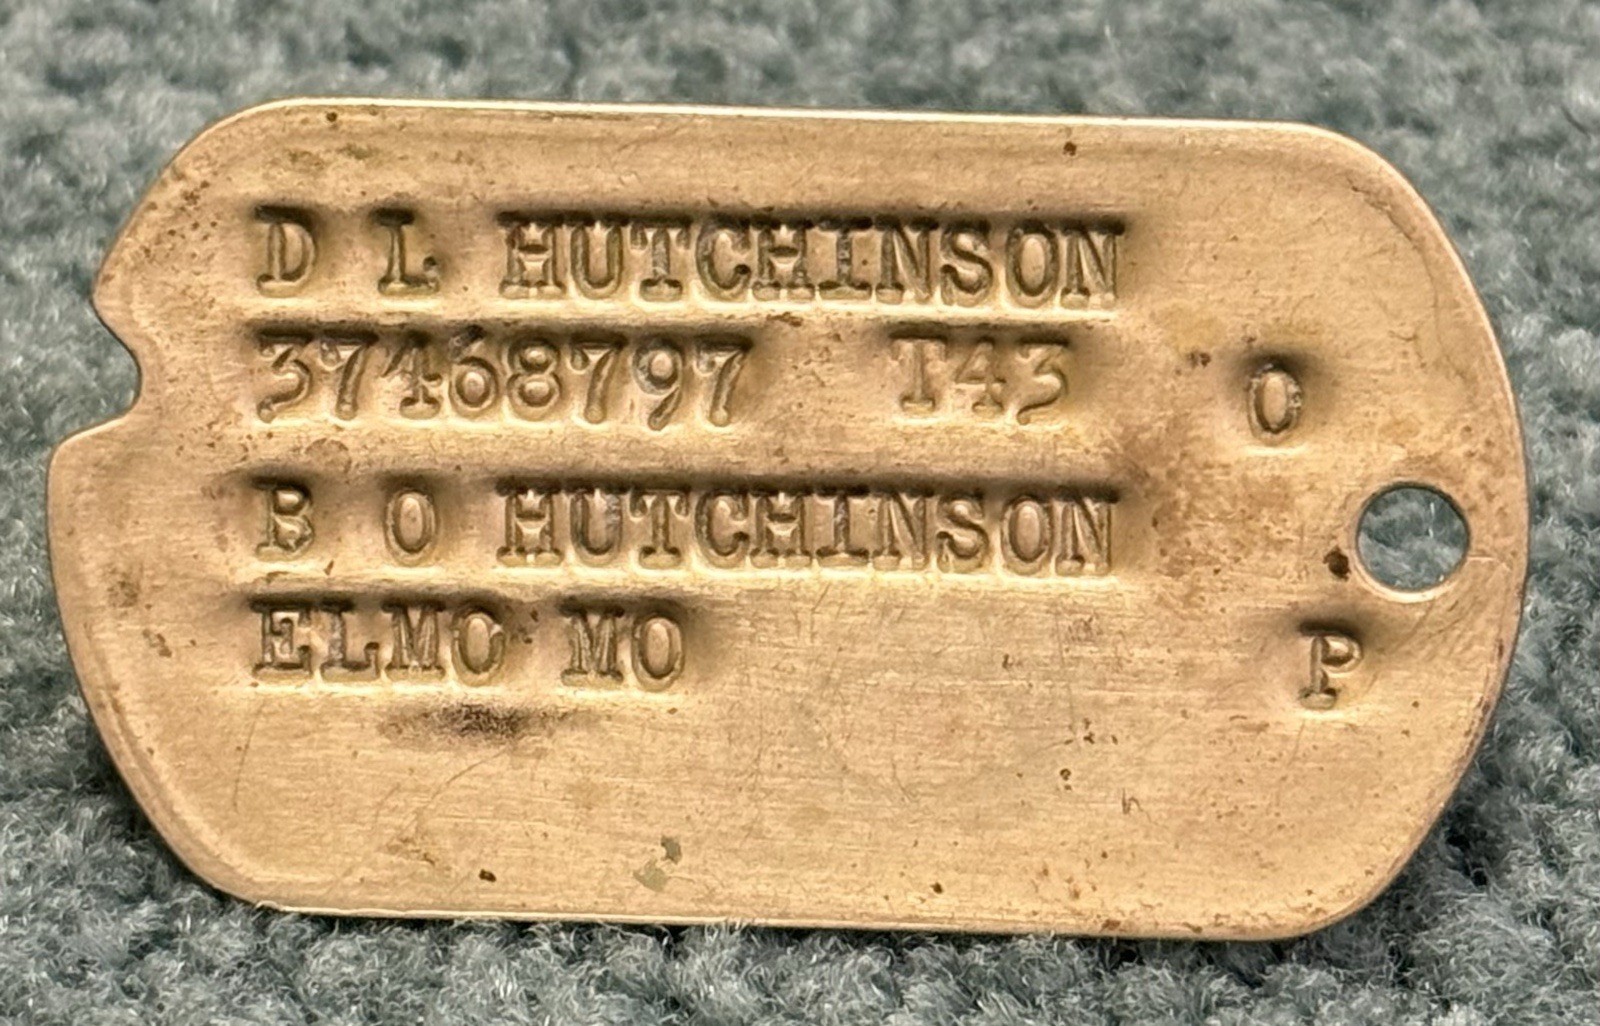 D L HUTCHINSON
37468797 T43 O
B O HUTCHINSON
ELMO MO
P